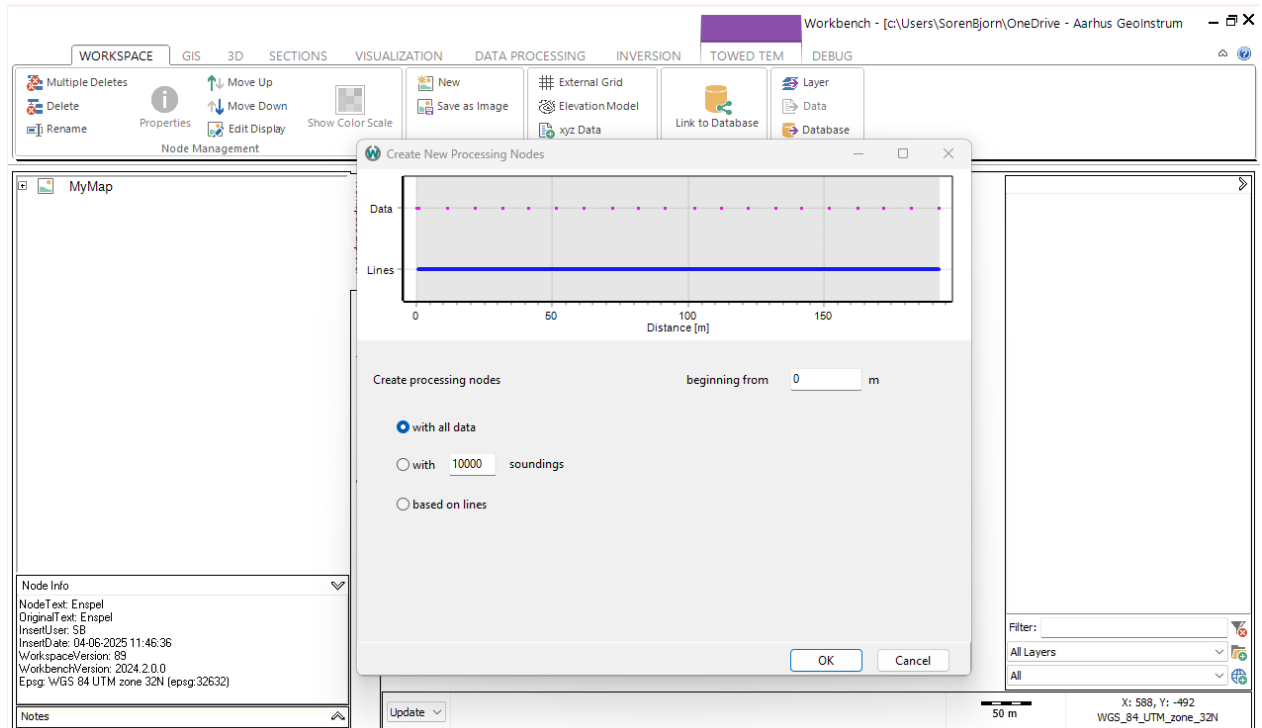 Workbench - [c:\Users\SorenBjorn\OneDrive - Aarhus GeoInstrum
WORKSPACE GIS 3D SECTIONS VISUALIZATION DATA PROCESSING INVERSION TOWED TEM DEBUG
Multiple Deletes
Delete
Rename
Properties
Move Up
Move Down
Edit Display
Show Color Scale
Node Management
New
Save as Image
External Grid
Elevation Model
xyz Data
Link to Database
Layer
Data
Database
MyMap
Create New Processing Nodes
Data
Lines
0 50 100 150
Distance [m]
Create processing nodes beginning from 0 m
with all data
with 10000 soundings
based on lines
OK Cancel
Node Info
NodeText: Enspel
OriginalText: Enspel
InsertUser: SB
InsertDate: 04-06-2025 11:46:36
WorkspaceVersion: 89
WorkbenchVersion: 2024.2.0.0
Epsg: WGS 84 UTM zone 32N (epsg:32632)
Notes
Filter:
All Layers
All
Update
50 m
X: 588, Y: -492
WGS_84_UTM_zone_32N